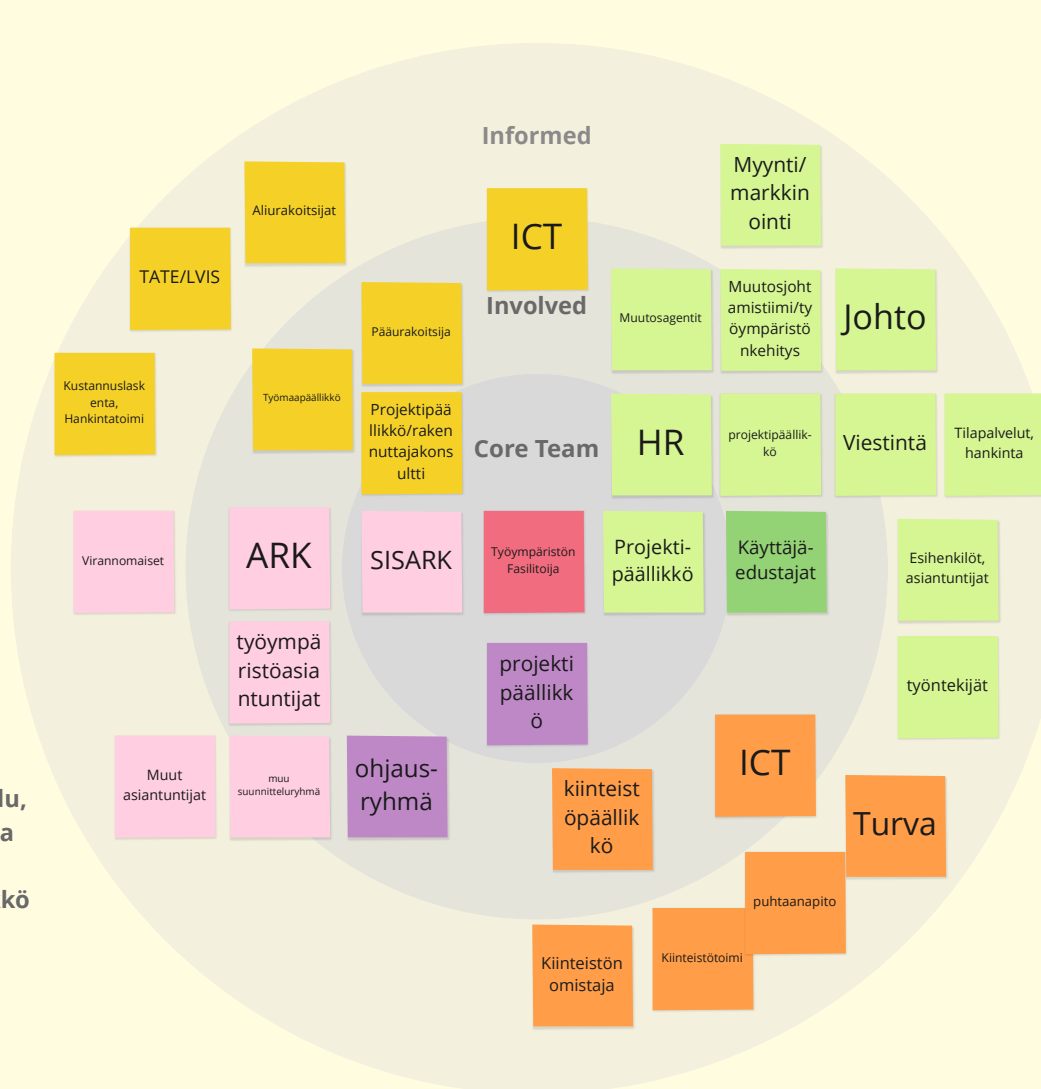 Informed
Myynti/
markkin
ointi
Aliurakoitsijat
ICT
TATE/LVIS
Involved
Pääurakoitsija
Muutosagentit
Muutosjoht
amistiimi/ty
öympäristö
nkehitys
Johto
Kustannuslask
enta,
Hankintatoimi
Työmaapäällikkö
Projektipää
llikkö/raken
nuttajakons
ultti
Core Team
HR
projektipäällik-
kö
Viestintä
Tilapalvelut,
hankinta
Virannomaiset
ARK
SISARK
Työympäristön
Fasilitoija
Projekti-
päällikkö
Käyttäjä-
edustajat
Esihenkilöt,
asiantuntijat
työympä
ristöasia
ntuntijat
projekti
päällikk
ö
työntekijät
Muut
asiantuntijat
muu
suunnitteluryhmä
ohjaus-
ryhmä
ICT
kiinteist
öpäällik
kö
Turva
lu,
a
kö
puhtaanapito
Kiinteistön
omistaja
Kiinteistötoimi